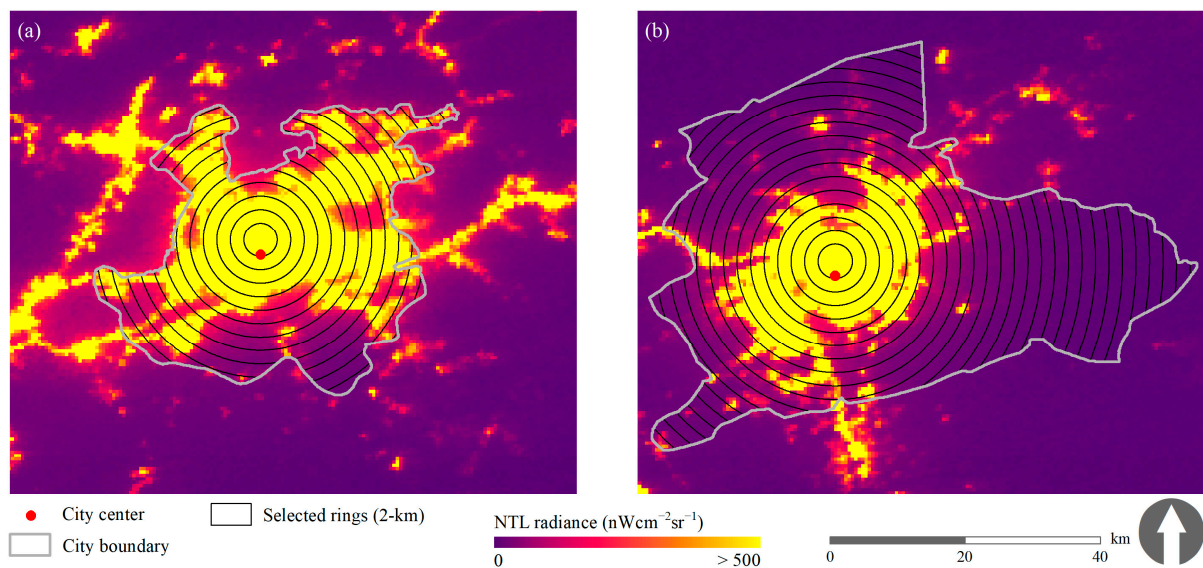 (a)
(b)
City center
Selected rings (2-km)
City boundary
NTL radiance (nWcm⁻²sr⁻¹)
0
> 500
km
0
20
40